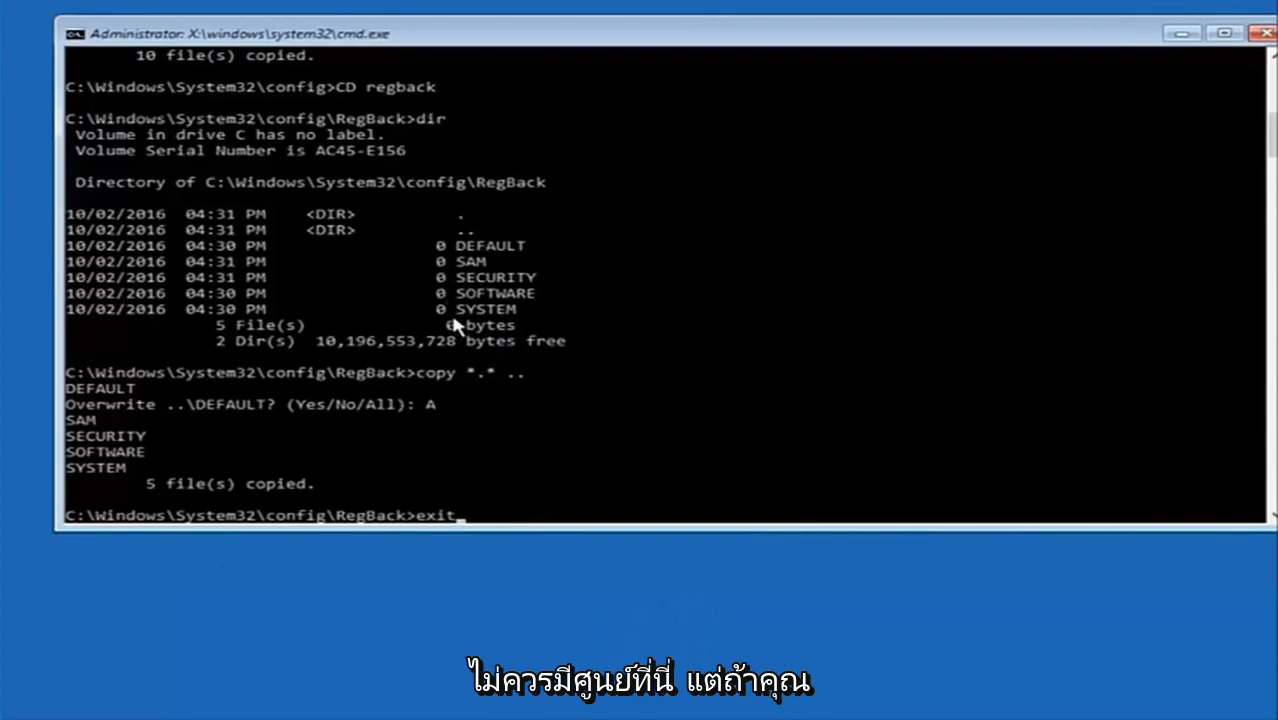 Administrator: X:\windows\system32\cmd.exe
10 file(s) copied.
C:\Windows\System32\config>CD regback
C:\Windows\System32\config\RegBack>dir
Volume in drive C has no label.
Volume Serial Number is AC45-E156
Directory of C:\Windows\System32\config\RegBack
10/02/2016 04:31 PM <DIR> .
10/02/2016 04:31 PM <DIR> ..
10/02/2016 04:30 PM 0 DEFAULT
10/02/2016 04:30 PM 0 SAM
10/02/2016 04:30 PM 0 SECURITY
10/02/2016 04:30 PM 0 SOFTWARE
10/02/2016 04:30 PM 0 SYSTEM
5 File(s) 0 bytes
2 Dir(s) 10,196,553,728 bytes free
C:\Windows\System32\config\RegBack>copy *.* ..
DEFAULT
Overwrite ..\DEFAULT? (Yes/No/All): A
SAM
SECURITY
SOFTWARE
SYSTEM
5 file(s) copied.
C:\Windows\System32\config\RegBack>exit_
ไม่ควรมีศูนย์ที่นี่ แต่ถ้าคุณ